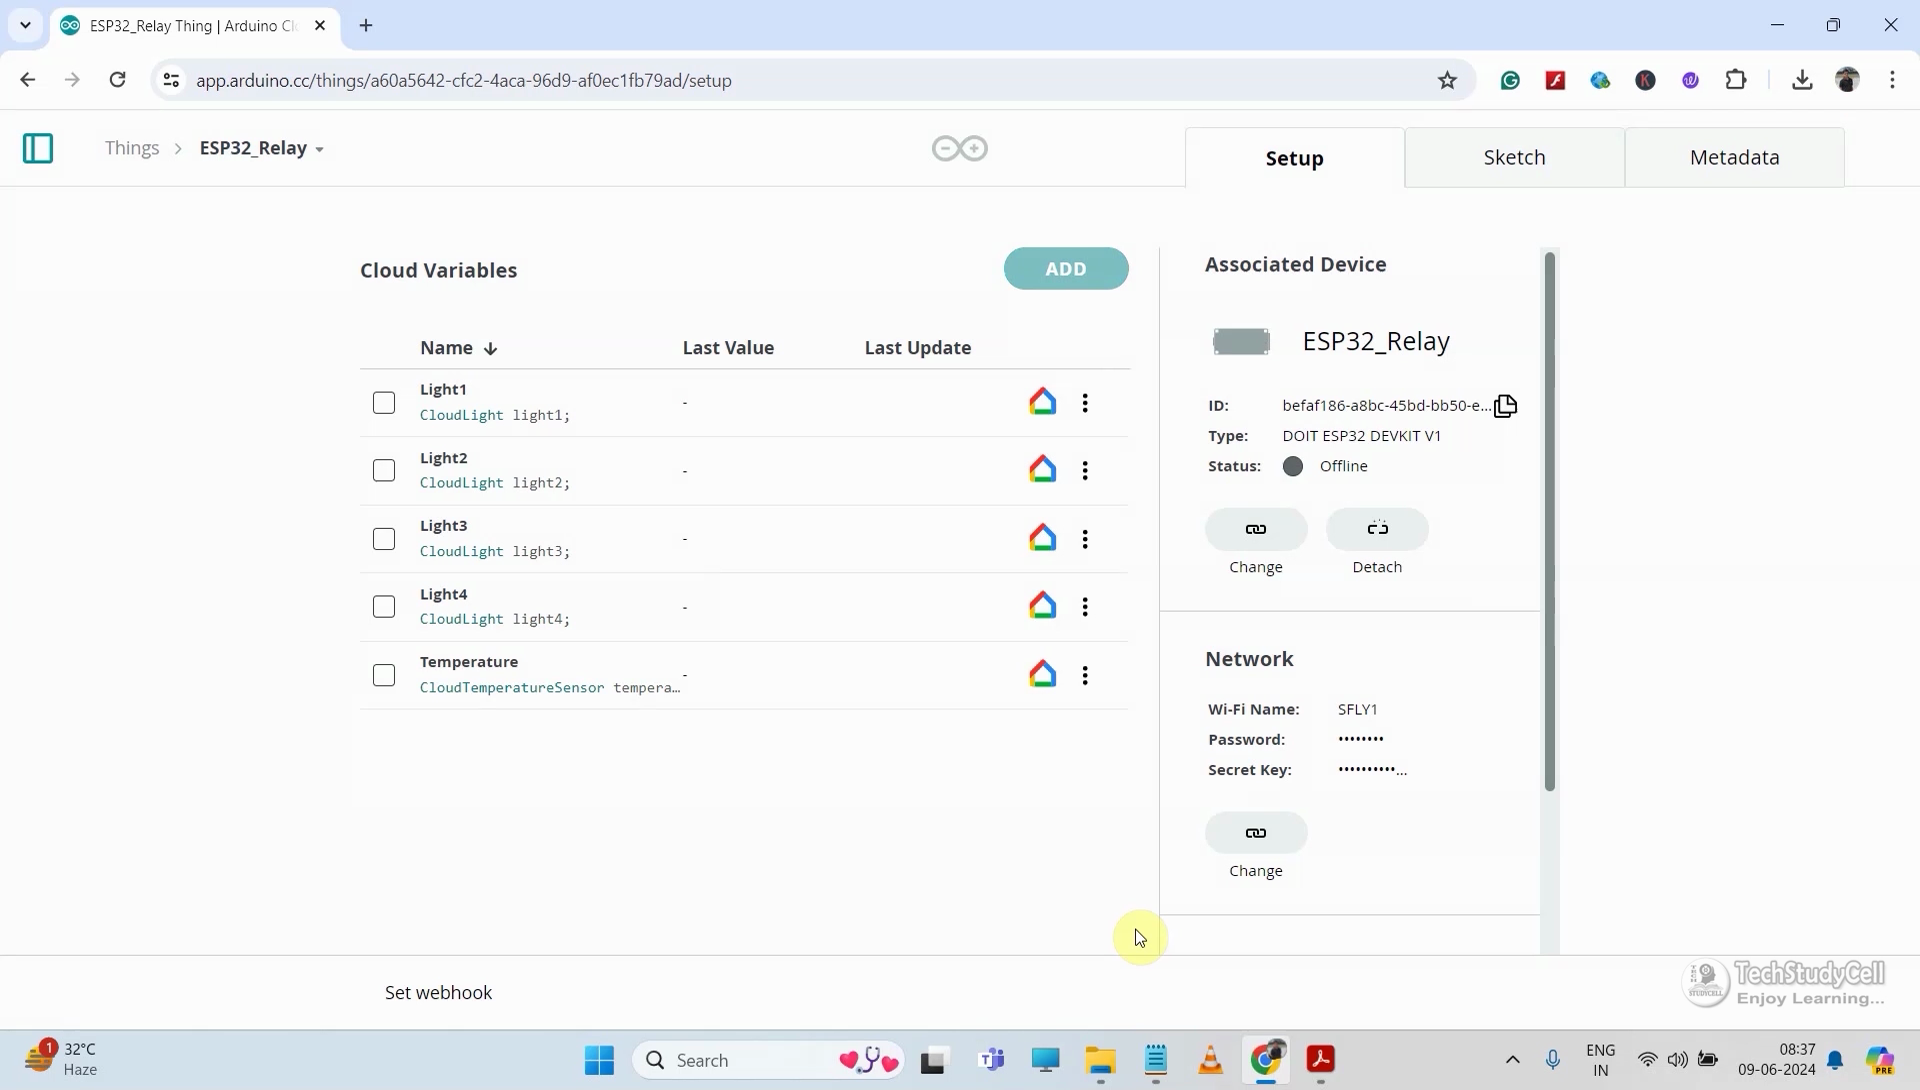 ESP32_Relay Thing | Arduino Cl
app.arduino.cc/things/a60a5642-cfc2-4aca-96d9-af0ec1fb79ad/setup
Things > ESP32_Relay
Setup
Sketch
Metadata
Cloud Variables
ADD
Name
Last Value
Last Update
Light1
CloudLight light1;
-
Light2
CloudLight light2;
-
Light3
CloudLight light3;
-
Light4
CloudLight light4;
-
Temperature
CloudTemperatureSensor tempera...
-
Associated Device
ESP32_Relay
ID: befaf186-a8bc-45bd-bb50-e...
Type: DOIT ESP32 DEVKIT V1
Status: Offline
Change
Detach
Network
Wi-Fi Name: SFLY1
Password: ••••••••
Secret Key: ••••••••••...
Change
Set webhook
TechStudyCell
Enjoy Learning...
1
32°C
Haze
Search
ENG
IN
08:37
09-06-2024
PRE